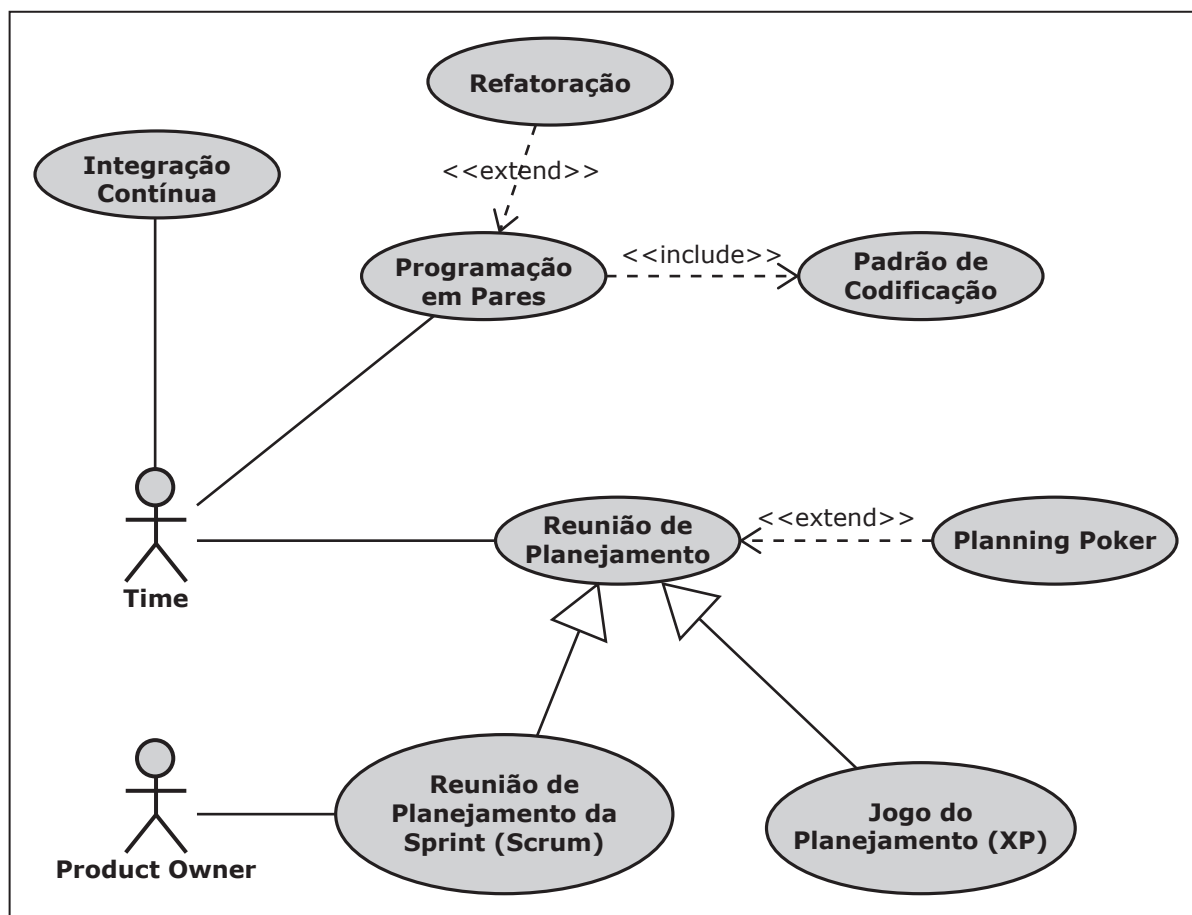 Refatoração
Integração
Contínua
<<extend>>
<<include>>
Programação
em Pares
Padrão de
Codificação
Reunião de
Planejamento
<<extend>>
Planning Poker
Time
Reunião de
Planejamento da
Sprint (Scrum)
Jogo do
Planejamento (XP)
Product Owner